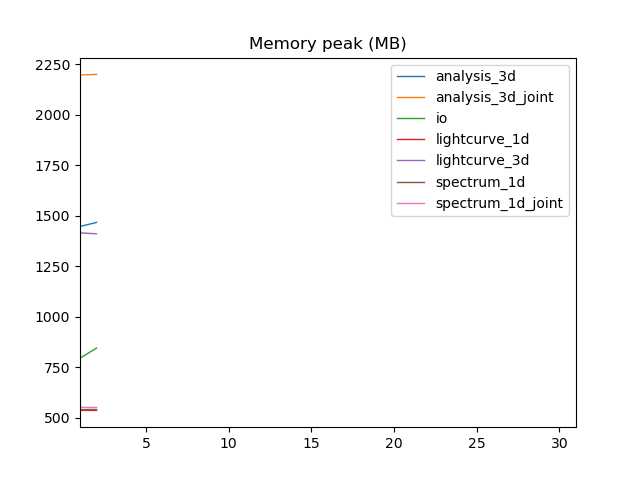 Memory peak (MB)
2250
2000
1750
1500
1250
1000
750
500
5 10 15 20 25 30
analysis_3d
analysis_3d_joint
io
lightcurve_1d
lightcurve_3d
spectrum_1d
spectrum_1d_joint